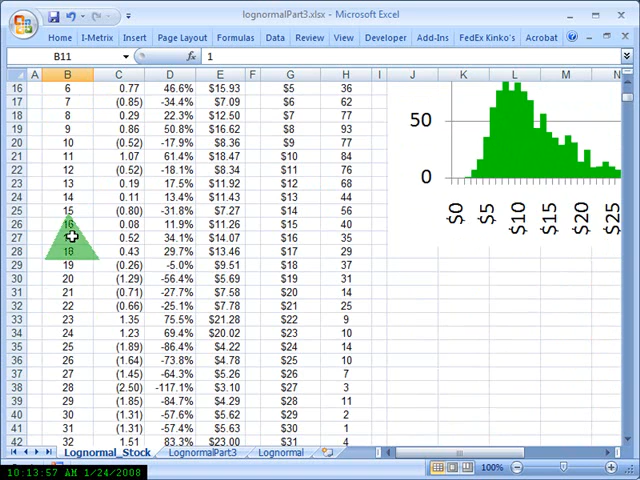 lognormalPart3.xlsx - Microsoft Excel
Home I-Metrix Insert Page Layout Formulas Data Review View Developer Add-Ins FedEx Kinko's Acrobat
B11 fx 1
A B C D E F G H I J K L M N
16 6 0.77 46.6% $15.93 $5 36
17 7 (0.85) -34.4% $7.09 $6 62
18 8 0.29 22.3% $12.50 $7 77
19 9 0.86 50.8% $16.62 $8 93
20 10 (0.52) -17.9% $8.36 $9 77
21 11 1.07 61.4% $18.47 $10 84
22 12 (0.52) -18.1% $8.34 $11 76
23 13 0.19 17.5% $11.92 $12 68
24 14 0.11 13.4% $11.43 $13 44
25 15 (0.80) -31.8% $7.27 $14 56
26 16 0.08 11.9% $11.26 $15 40
27 0.52 34.1% $14.07 $16 35
28 18 0.43 29.7% $13.46 $17 29
29 19 (0.26) -5.0% $9.51 $18 37
30 20 (1.29) -56.4% $5.69 $19 31
31 21 (0.71) -27.7% $7.58 $20 14
32 22 (0.66) -25.1% $7.78 $21 25
33 23 1.35 75.5% $21.28 $22 9
34 24 1.23 69.4% $20.02 $23 10
35 25 (1.89) -86.4% $4.22 $24 14
36 26 (1.64) -73.8% $4.78 $25 10
37 27 (1.45) -64.3% $5.27 $26 7
38 28 (2.50) -117.1% $3.10 $27 3
39 29 (1.85) -84.7% $4.29 $28 11
40 30 (1.31) -57.6% $5.62 $29 2
41 31 (1.31) -57.4% $5.63 $30 1
42 32 1.51 83.3% $23.00 $31 4
50
0
$0 $5 $10 $15 $20 $25
Lognormal_Stock LognormalPart3 Lognormal
100%
10:13:57 AM 1/24/2008